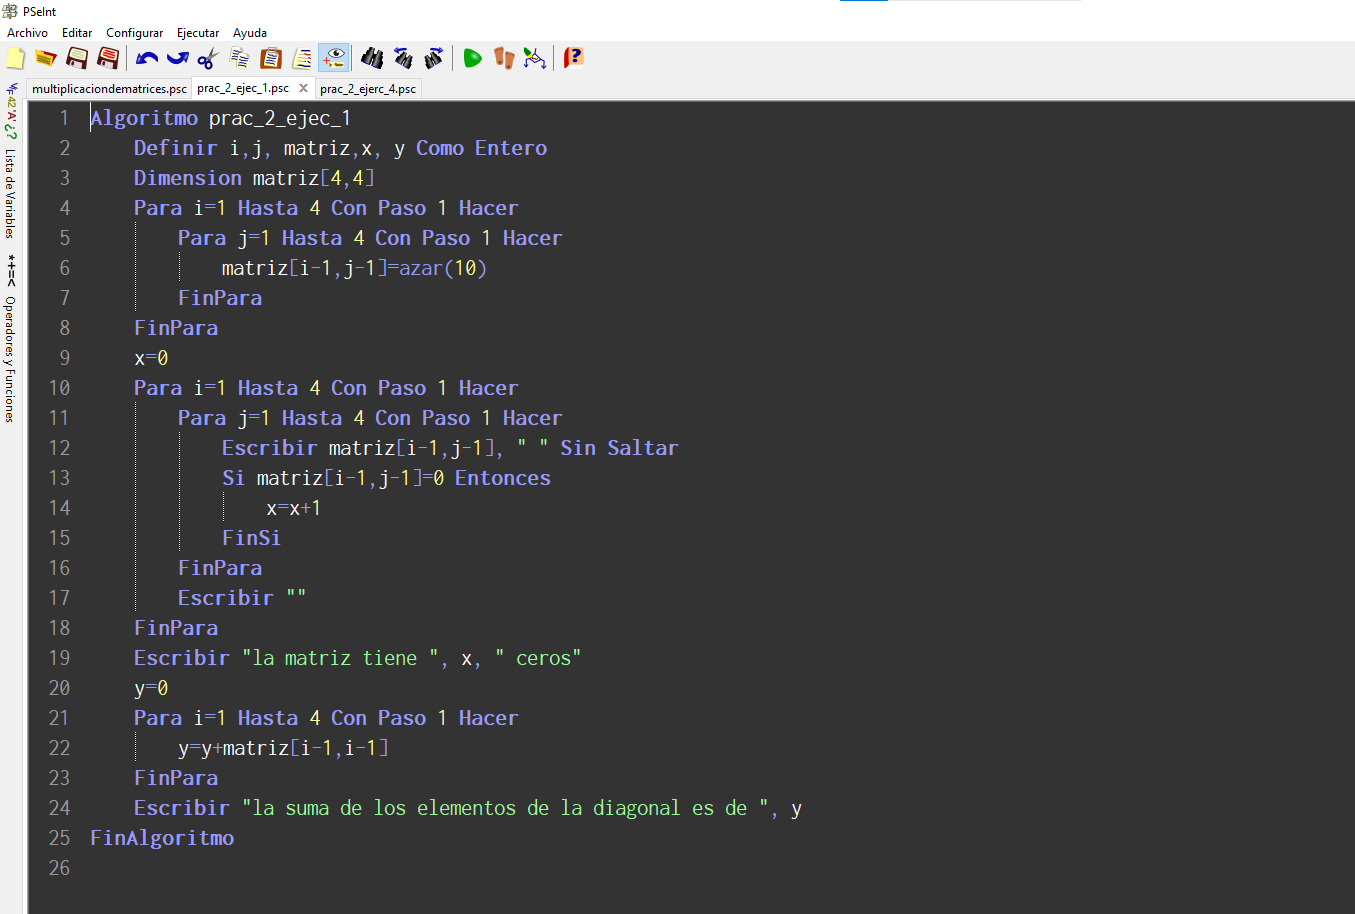 PSeInt
Archivo Editar Configurar Ejecutar Ayuda
multiplicaciondematrices.psc prac_2_ejec_1.psc prac_2_ejerc_4.psc
42 'A' ¿? Lista de Variables
*+=< Operadores y Funciones
1 Algoritmo prac_2_ejec_1
2 Definir i,j, matriz,x, y Como Entero
3 Dimension matriz[4,4]
4 Para i=1 Hasta 4 Con Paso 1 Hacer
5 Para j=1 Hasta 4 Con Paso 1 Hacer
6 matriz[i-1,j-1]=azar(10)
7 FinPara
8 FinPara
9 x=0
10 Para i=1 Hasta 4 Con Paso 1 Hacer
11 Para j=1 Hasta 4 Con Paso 1 Hacer
12 Escribir matriz[i-1,j-1], " " Sin Saltar
13 Si matriz[i-1,j-1]=0 Entonces
14 x=x+1
15 FinSi
16 FinPara
17 Escribir ""
18 FinPara
19 Escribir "la matriz tiene ", x, " ceros"
20 y=0
21 Para i=1 Hasta 4 Con Paso 1 Hacer
22 y=y+matriz[i-1,i-1]
23 FinPara
24 Escribir "la suma de los elementos de la diagonal es de ", y
25 FinAlgoritmo
26